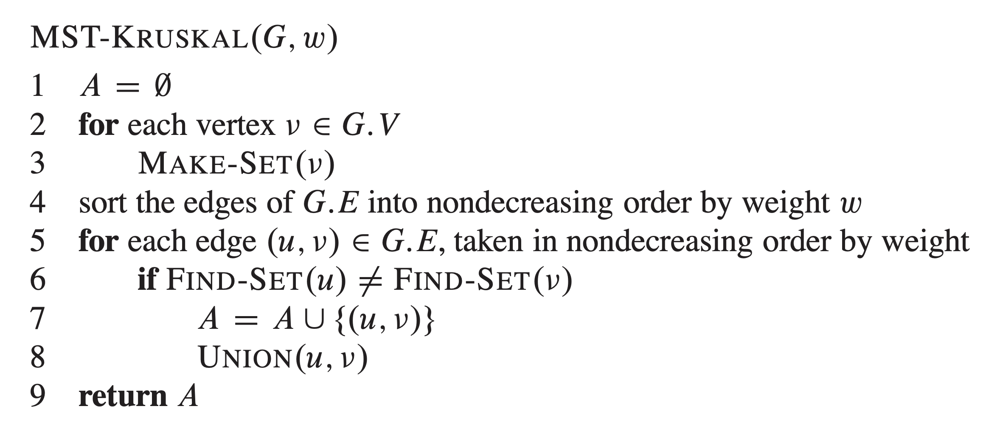 MST-KRUSKAL(G, w)
1 A = ∅
2 for each vertex v ∈ G.V
3 MAKE-SET(v)
4 sort the edges of G.E into nondecreasing order by weight w
5 for each edge (u, v) ∈ G.E, taken in nondecreasing order by weight
6 if FIND-SET(u) ≠ FIND-SET(v)
7 A = A ∪ {(u, v)}
8 UNION(u, v)
9 return A